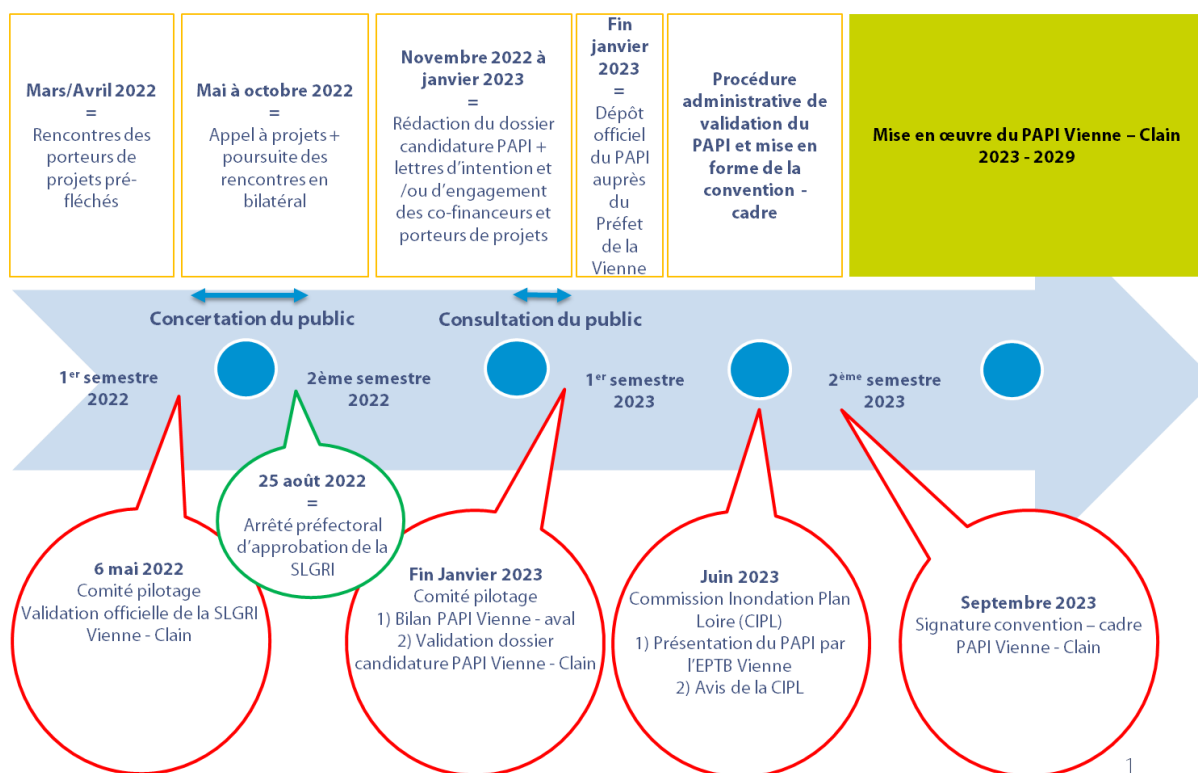 Mars/Avril 2022
=
Rencontres des
porteurs de
projets pré-
fléchés
Mai à octobre 2022
=
Appel à projets +
poursuite des
rencontres en
bilatéral
Novembre 2022 à
janvier 2023
=
Rédaction du dossier
candidature PAPI +
lettres d'intention et
/ou d'engagement
des co-financeurs et
porteurs de projets
Fin
janvier
2023
=
Dépôt
officiel
du PAPI
auprès
du
Préfet
de la
Vienne
Procédure
administrative de
validation du
PAPI et mise en
forme de la
convention -
cadre
Mise en œuvre du PAPI Vienne – Clain
2023 - 2029
Concertation du public
Consultation du public
1er semestre
2022
2ème semestre
2022
1er semestre
2023
2ème semestre
2023
25 août 2022
=
Arrêté préfectoral
d'approbation de la
SLGRI
6 mai 2022
Comité pilotage
Validation officielle de la SLGRI
Vienne - Clain
Fin Janvier 2023
Comité pilotage
1) Bilan PAPI Vienne - aval
2) Validation dossier
candidature PAPI Vienne - Clain
Juin 2023
Commission Inondation Plan
Loire (CIPL)
1) Présentation du PAPI par
l'EPTB Vienne
2) Avis de la CIPL
Septembre 2023
Signature convention – cadre
PAPI Vienne - Clain
1